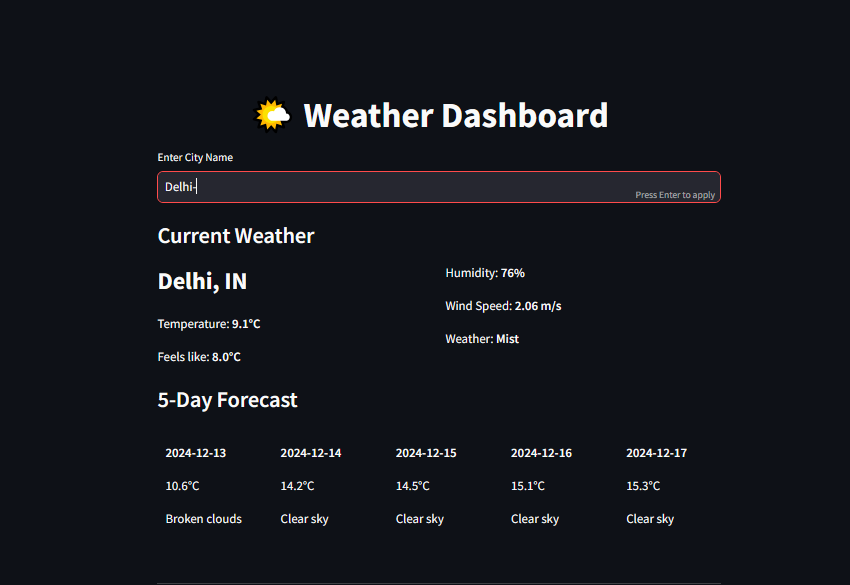 Weather Dashboard
Enter City Name
Delhi-
Press Enter to apply
Current Weather
Delhi, IN
Temperature: 9.1°C
Feels like: 8.0°C
Humidity: 76%
Wind Speed: 2.06 m/s
Weather: Mist
5-Day Forecast
2024-12-13 2024-12-14 2024-12-15 2024-12-16 2024-12-17
10.6°C 14.2°C 14.5°C 15.1°C 15.3°C
Broken clouds Clear sky Clear sky Clear sky Clear sky